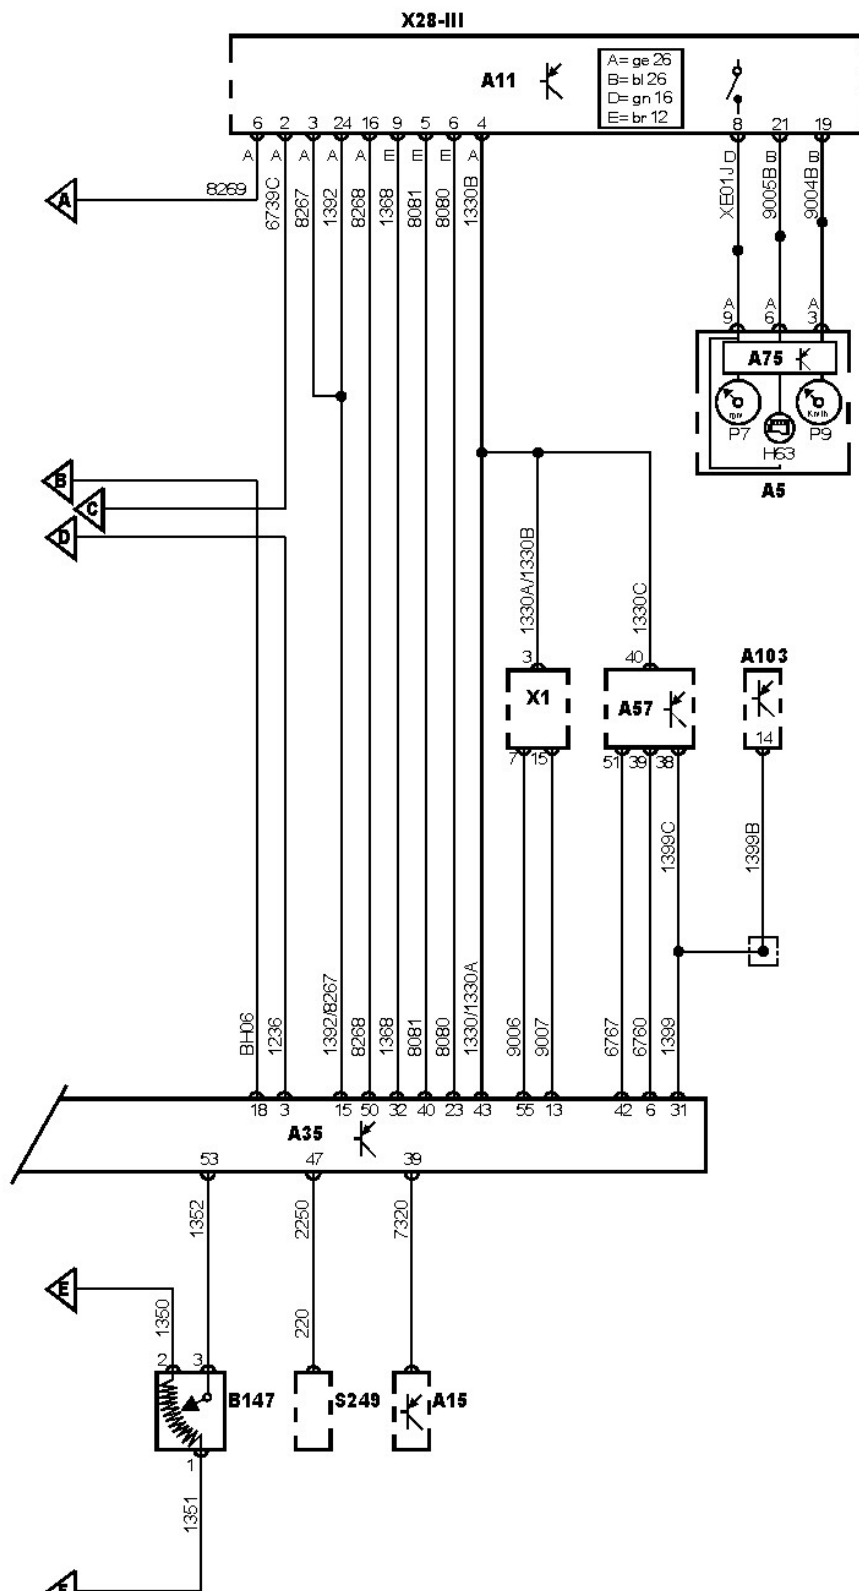 X28-III
A11
A= ge 26
B= bl 26
D= gn 16
E= br 12
6 2 3 24 16 9 5 6 4 8 21 19
A A A A A E E E A D B B
8269 6739C 8267 1392 8268 1368 8081 8080 1330B XE01J 9005B 9004B
A
A A A
9 6 3
A75
rpm Km/h
P7 P9
H63
A5
B
C
D
1330A/1330B 1330C
3 40 A103
X1 A57
14
7 15 51 39 38
1399C 1399B
BH06 1236 1392/8267 8268 1368 8081 8080 1330/1330A 9006 9007 6767 6760 1399
18 3 15 50 32 40 23 43 55 13 42 6 31
A35
53 47 39
1352 2250 7320
E
1350 220
2 3
B147 S249 A15
1
1351